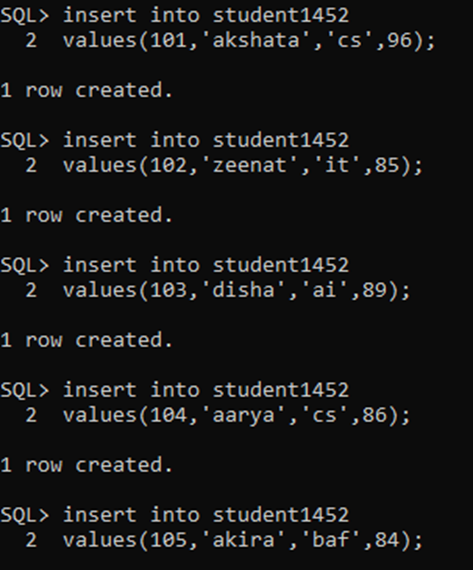 SQL> insert into student1452
  2  values(101,'akshata','cs',96);
1 row created.
SQL> insert into student1452
  2  values(102,'zeenat','it',85);
1 row created.
SQL> insert into student1452
  2  values(103,'disha','ai',89);
1 row created.
SQL> insert into student1452
  2  values(104,'aarya','cs',86);
1 row created.
SQL> insert into student1452
  2  values(105,'akira','baf',84);